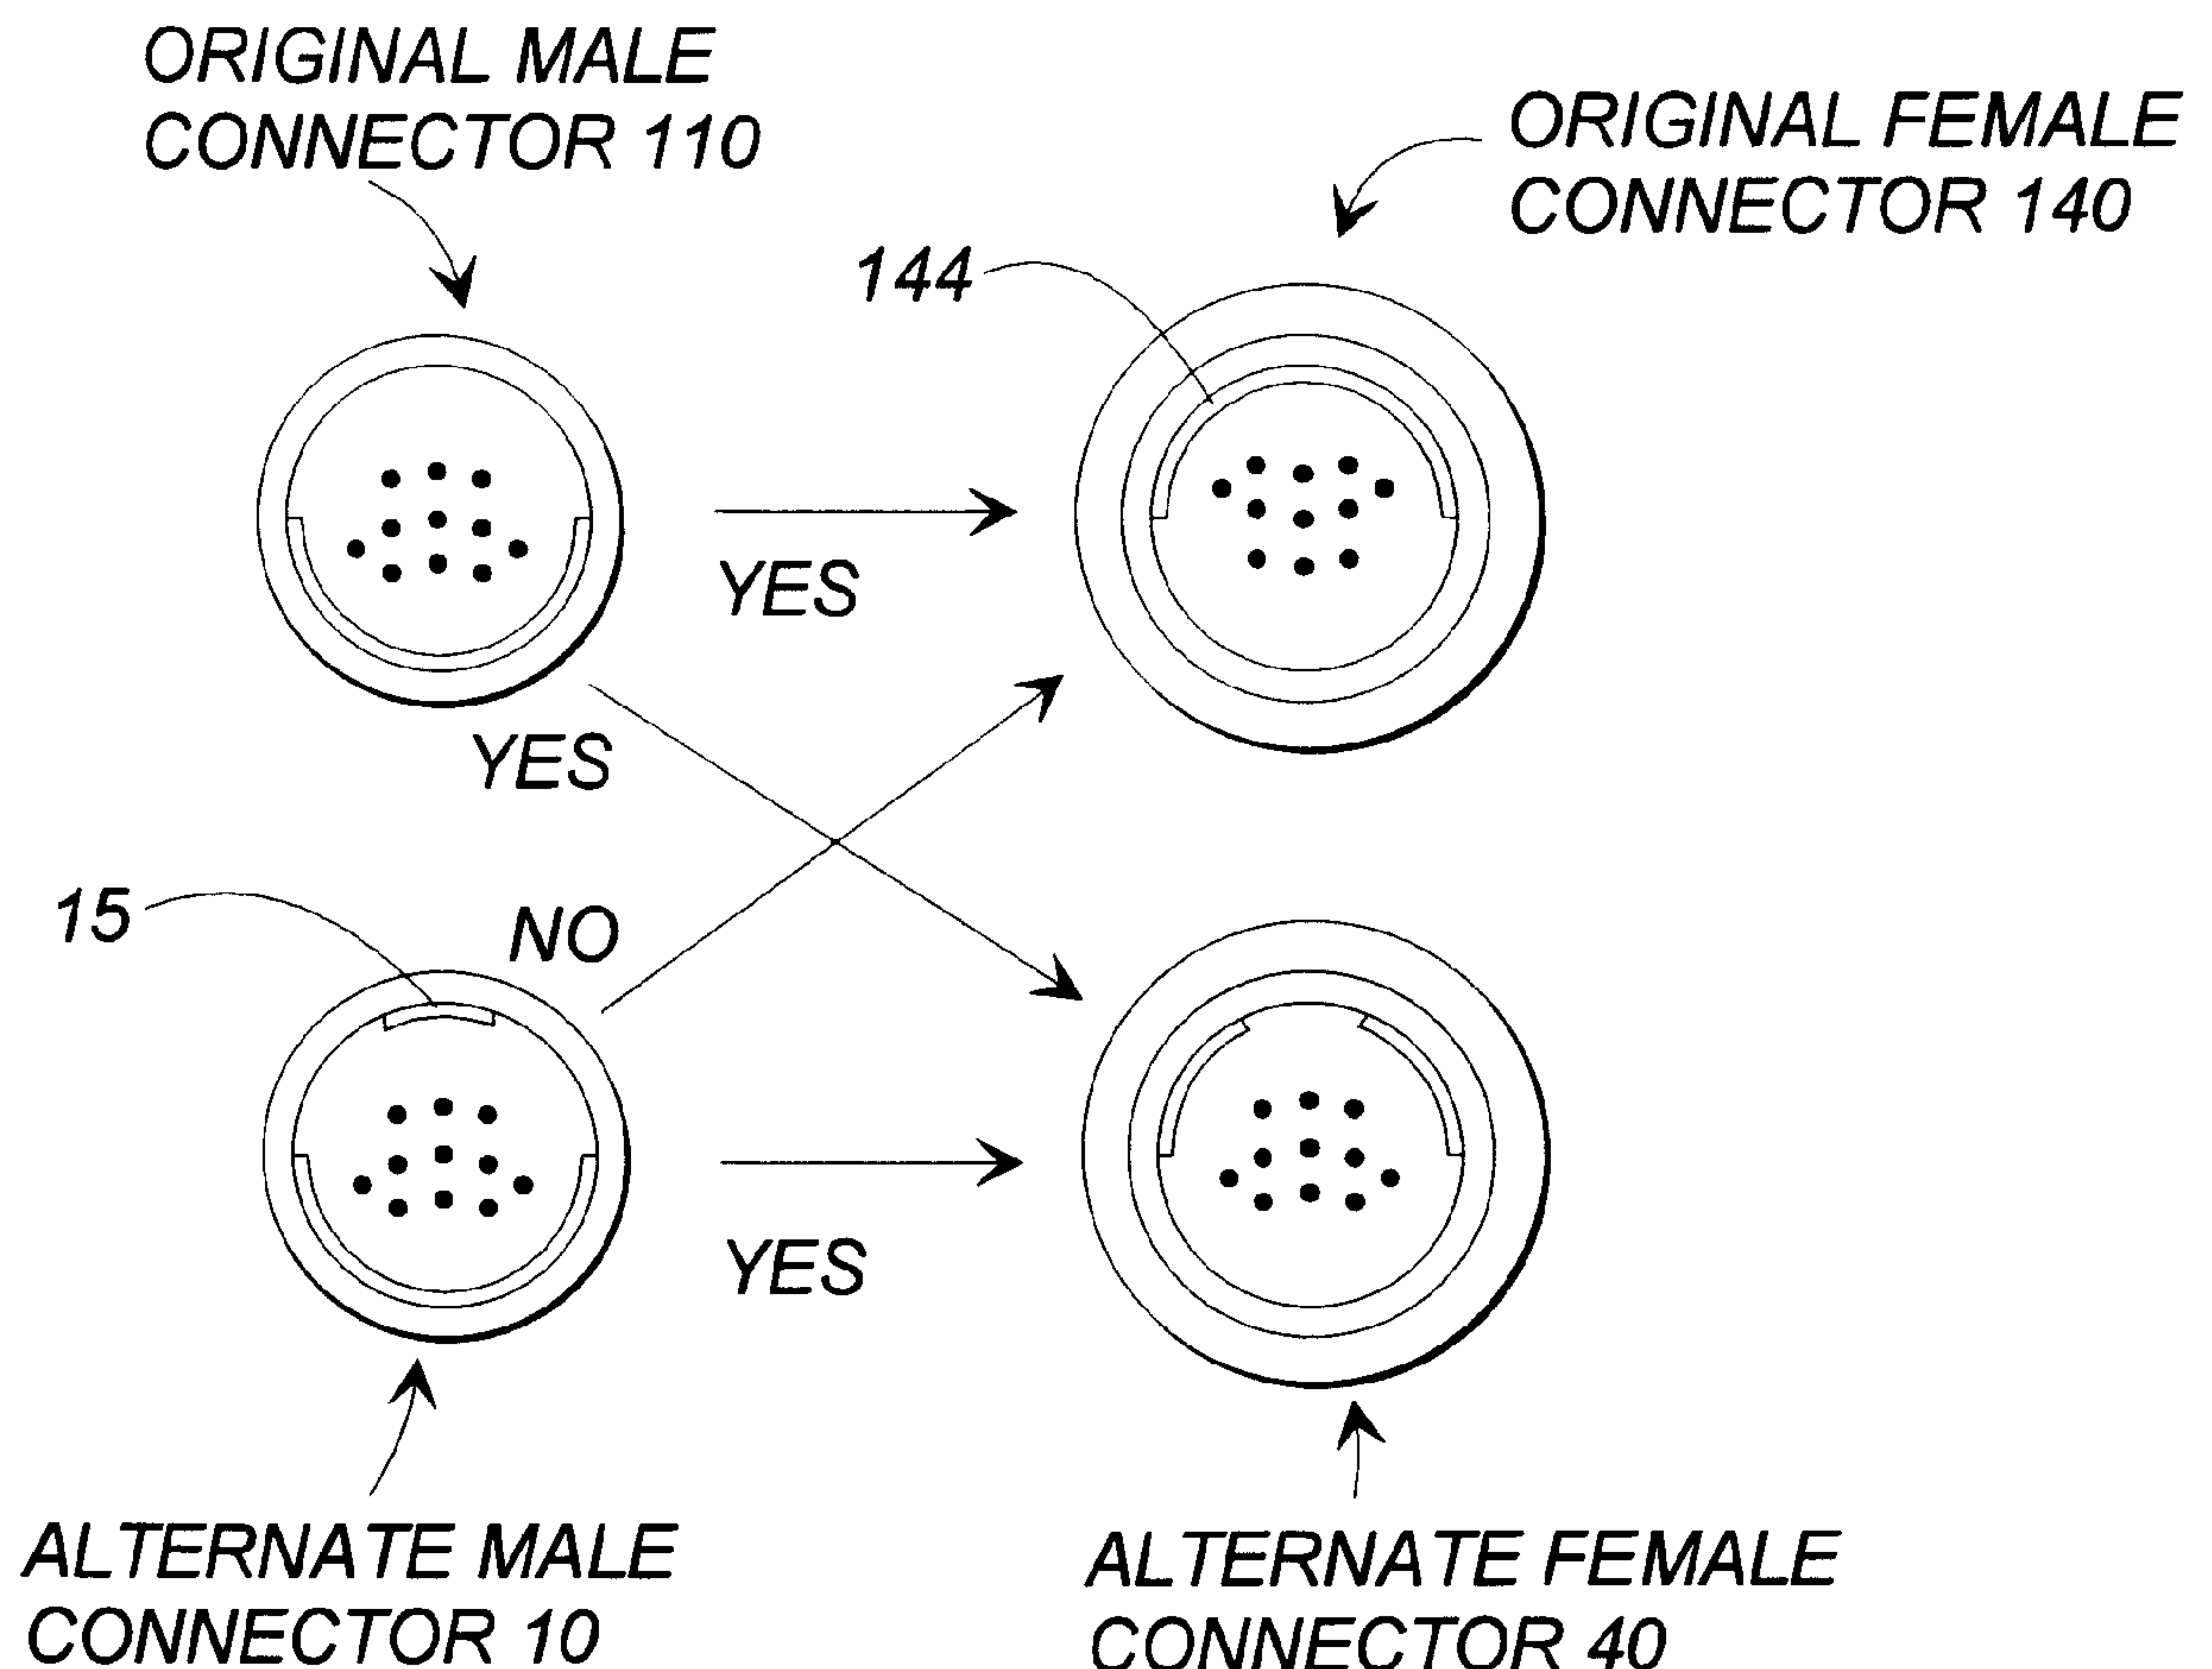 ORIGINAL MALE
CONNECTOR 110
ORIGINAL FEMALE
CONNECTOR 140
144
YES
YES
15
NO
YES
ALTERNATE MALE
CONNECTOR 10
ALTERNATE FEMALE
CONNECTOR 40